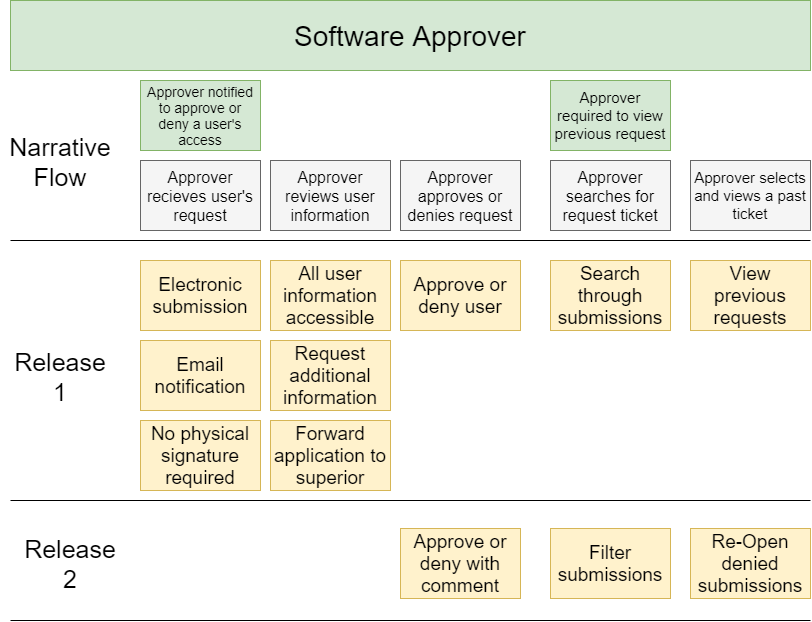 Software Approver
Approver notified
to approve or
deny a user's
access
Approver
required to view
previous request
Narrative
Flow
Approver
recieves user's
request
Approver
reviews user
information
Approver
approves or
denies request
Approver
searches for
request ticket
Approver selects
and views a past
ticket
Release
1
Electronic
submission
All user
information
accessible
Approve or
deny user
Search
through
submissions
View
previous
requests
Email
notification
Request
additional
information
No physical
signature
required
Forward
application to
superior
Release
2
Approve or
deny with
comment
Filter
submissions
Re-Open
denied
submissions